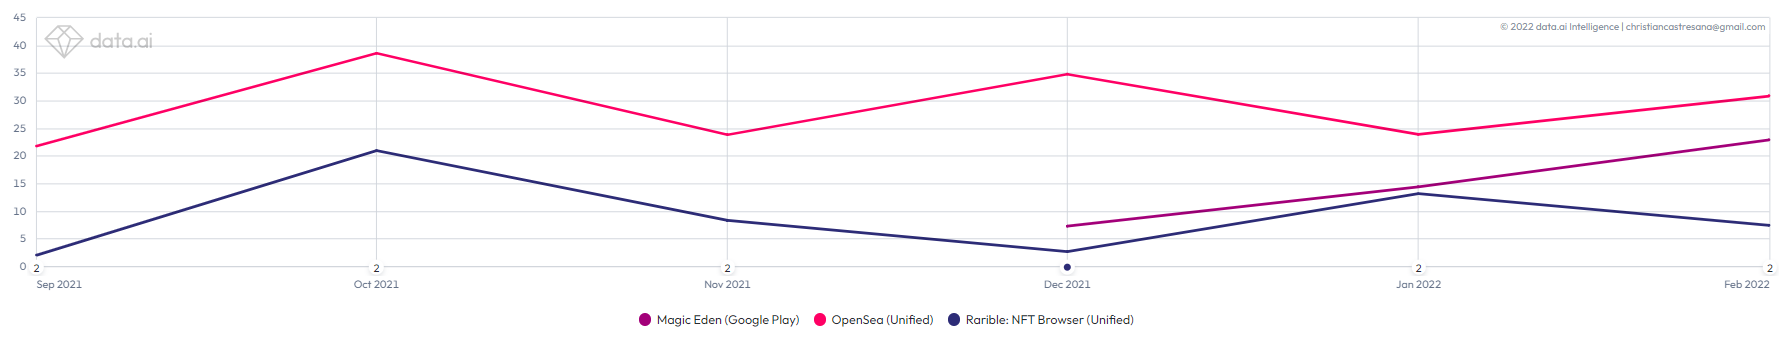 45
data.ai
© 2022 data.ai Intelligence | christiancastresana@gmail.com
40
35
30
25
20
15
10
5
0
2 2 2 2 2
Sep 2021 Oct 2021 Nov 2021 Dec 2021 Jan 2022 Feb 2022
Magic Eden (Google Play) OpenSea (Unified) Rarible: NFT Browser (Unified)